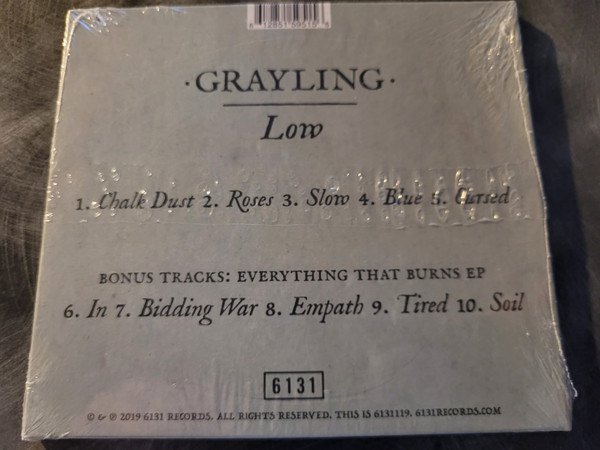 ·GRAYLING·
Low
1. Chalk Dust 2. Roses 3. Slow 4. Blue 5. Cursed
BONUS TRACKS: EVERYTHING THAT BURNS EP
6. In 7. Bidding War 8. Empath 9. Tired 10. Soil
6131
© & ℗ 2019 6131 RECORDS. ALL RIGHTS RESERVED. THIS IS 6131119. 6131RECORDS.COM